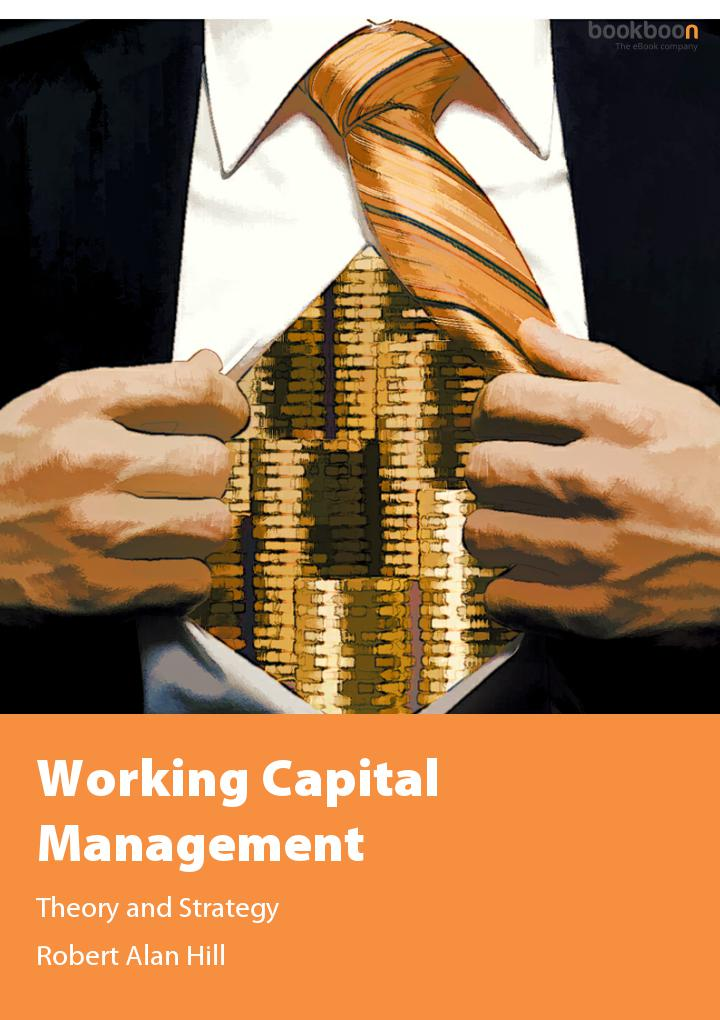 bookboon
The eBook company
Working Capital
Management
Theory and Strategy
Robert Alan Hill